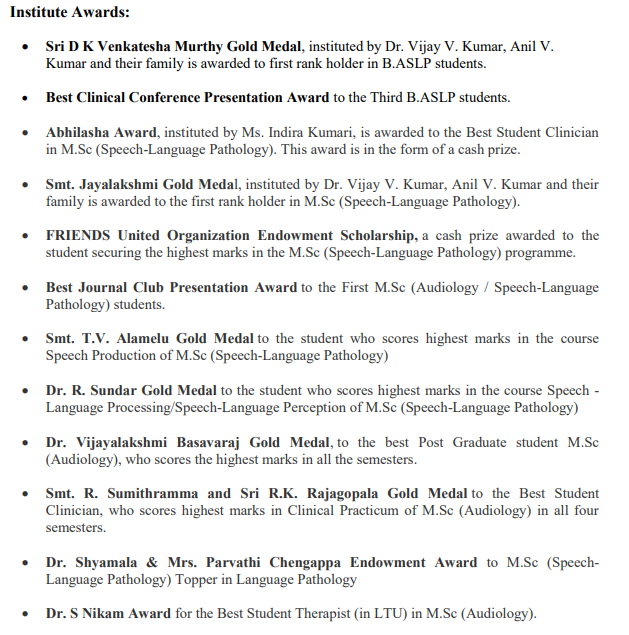 Institute Awards:
• Sri D K Venkatesha Murthy Gold Medal, instituted by Dr. Vijay V. Kumar, Anil V.
Kumar and their family is awarded to first rank holder in B.ASLP students.
• Best Clinical Conference Presentation Award to the Third B.ASLP students.
• Abhilasha Award, instituted by Ms. Indira Kumari, is awarded to the Best Student Clinician
in M.Sc (Speech-Language Pathology). This award is in the form of a cash prize.
• Smt. Jayalakshmi Gold Medal, instituted by Dr. Vijay V. Kumar, Anil V. Kumar and their
family is awarded to the first rank holder in M.Sc (Speech-Language Pathology).
• FRIENDS United Organization Endowment Scholarship, a cash prize awarded to the
student securing the highest marks in the M.Sc (Speech-Language Pathology) programme.
• Best Journal Club Presentation Award to the First M.Sc (Audiology / Speech-Language
Pathology) students.
• Smt. T.V. Alamelu Gold Medal to the student who scores highest marks in the course
Speech Production of M.Sc (Speech-Language Pathology)
• Dr. R. Sundar Gold Medal to the student who scores highest marks in the course Speech -
Language Processing/Speech-Language Perception of M.Sc (Speech-Language Pathology)
• Dr. Vijayalakshmi Basavaraj Gold Medal, to the best Post Graduate student M.Sc
(Audiology), who scores the highest marks in all the semesters.
• Smt. R. Sumithramma and Sri R.K. Rajagopala Gold Medal to the Best Student
Clinician, who scores highest marks in Clinical Practicum of M.Sc (Audiology) in all four
semesters.
• Dr. Shyamala & Mrs. Parvathi Chengappa Endowment Award to M.Sc (Speech-
Language Pathology) Topper in Language Pathology
• Dr. S Nikam Award for the Best Student Therapist (in LTU) in M.Sc (Audiology).